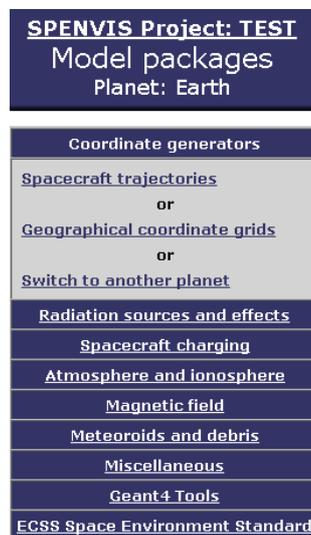 SPENVIS Project: TEST
Model packages
Planet: Earth
Coordinate generators
Spacecraft trajectories
or
Geographical coordinate grids
or
Switch to another planet
Radiation sources and effects
Spacecraft charging
Atmosphere and ionosphere
Magnetic field
Meteoroids and debris
Miscellaneous
Geant4 Tools
ECSS Space Environment Standard